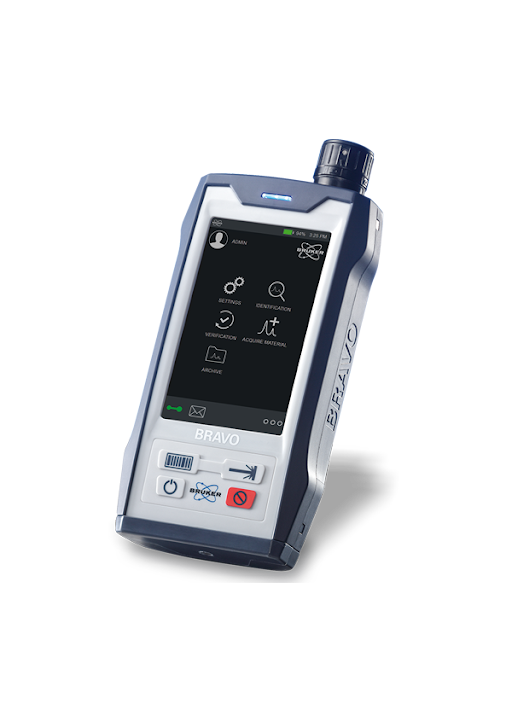 94% 3:25 PM
ADMIN
BRUKER
SETTINGS
IDENTIFICATION
VERIFICATION
ACQUIRE MATERIAL
ARCHIVE
BRAVO
BRUKER
BRAVO